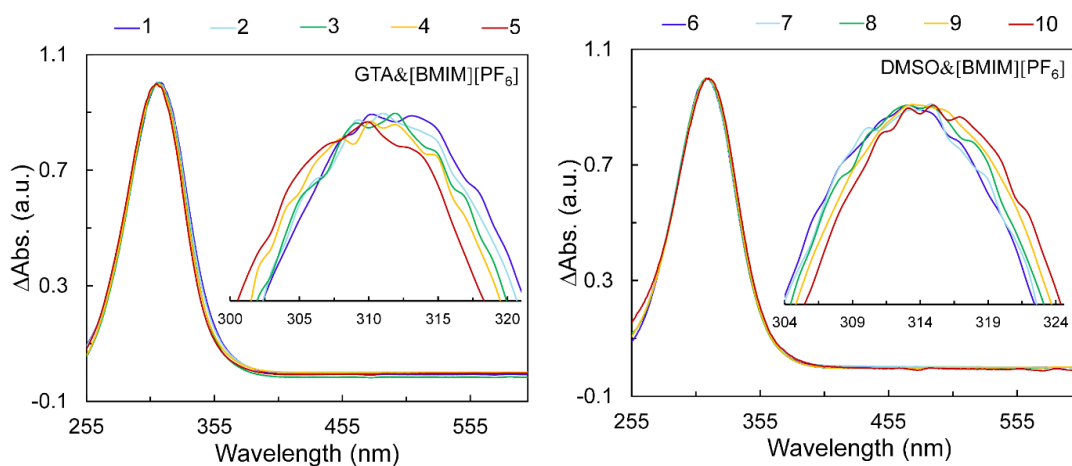 1 2 3 4 5
GTA&[BMIM][PF₆]
1.1
0.7
0.3
-0.1
ΔAbs. (a.u.)
300 305 310 315 320
255 355 455 555
Wavelength (nm)
6 7 8 9 10
DMSO&[BMIM][PF₆]
1.1
0.7
0.3
-0.1
ΔAbs. (a.u.)
304 309 314 319 324
255 355 455 555
Wavelength (nm)